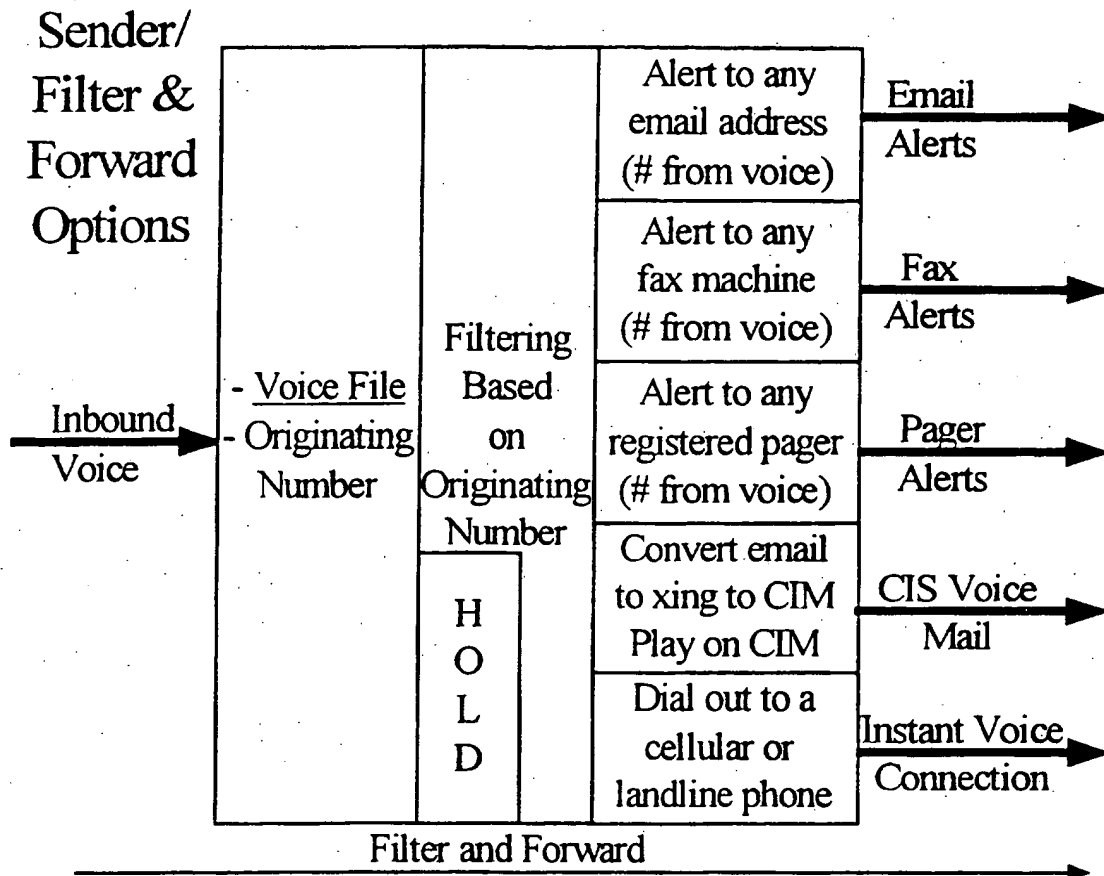 Sender/
Filter &
Forward
Options
Inbound
Voice
- Voice File
- Originating
Number
Filtering
Based
on
Originating
Number
H
O
L
D
Alert to any
email address
(# from voice)
Alert to any
fax machine
(# from voice)
Alert to any
registered pager
(# from voice)
Convert email
to xing to CIM
Play on CIM
Dial out to a
cellular or
landline phone
Email
Alerts
Fax
Alerts
Pager
Alerts
CIS Voice
Mail
Instant Voice
Connection
Filter and Forward